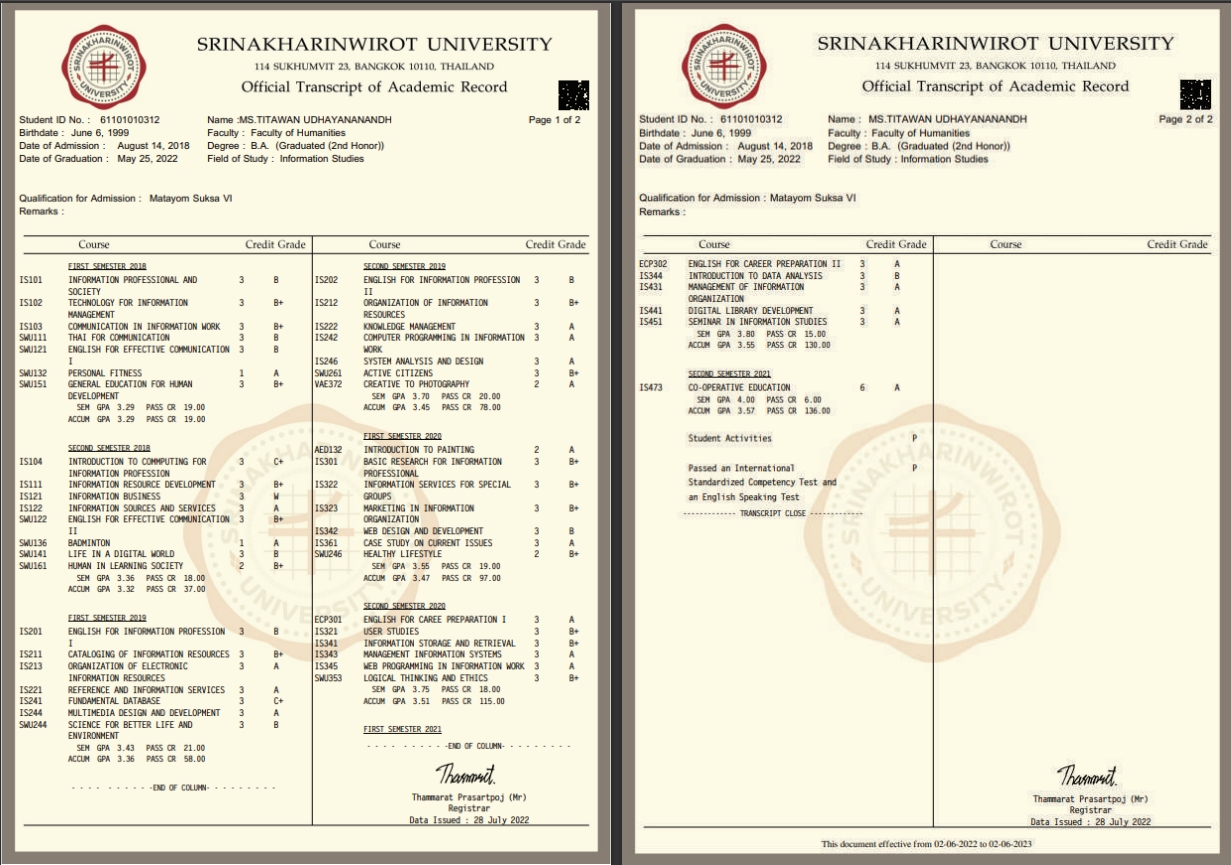 SRINAKHARINWIROT UNIVERSITY
114 SUKHUMVIT 23, BANGKOK 10110, THAILAND
Official Transcript of Academic Record
Student ID No. : 61101010312 Name :MS.TITAWAN UDHAYANANANDH Page 1 of 2
Birthdate : June 6, 1999 Faculty : Faculty of Humanities
Date of Admission : August 14, 2018 Degree : B.A. (Graduated (2nd Honor))
Date of Graduation : May 25, 2022 Field of Study : Information Studies
Qualification for Admission : Matayom Suksa VI
Remarks :
Course Credit Grade
FIRST SEMESTER 2018
IS101 INFORMATION PROFESSIONAL AND 3 B
SOCIETY
IS102 TECHNOLOGY FOR INFORMATION 3 B+
MANAGEMENT
IS103 COMMUNICATION IN INFORMATION WORK 3 B+
SWU111 THAI FOR COMMUNICATION 3 B
SWU121 ENGLISH FOR EFFECTIVE COMMUNICATION 3 B
I
SWU132 PERSONAL FITNESS 1 A
SWU151 GENERAL EDUCATION FOR HUMAN 3 B+
DEVELOPMENT
SEM GPA 3.29 PASS CR 19.00
ACCUM GPA 3.29 PASS CR 19.00
SECOND SEMESTER 2018
IS104 INTRODUCTION TO COMMPUTING FOR 3 C+
INFORMATION PROFESSION
IS111 INFORMATION RESOURCE DEVELOPMENT 3 B+
IS121 INFORMATION BUSINESS 3 W
IS122 INFORMATION SOURCES AND SERVICES 3 A
SWU122 ENGLISH FOR EFFECTIVE COMMUNICATION 3 B+
II
SWU136 BADMINTON 1 A
SWU141 LIFE IN A DIGITAL WORLD 3 B
SWU161 HUMAN IN LEARNING SOCIETY 2 B+
SEM GPA 3.36 PASS CR 18.00
ACCUM GPA 3.32 PASS CR 37.00
FIRST SEMESTER 2019
IS201 ENGLISH FOR INFORMATION PROFESSION 3 B
I
IS211 CATALOGING OF INFORMATION RESOURCES 3 B+
IS213 ORGANIZATION OF ELECTRONIC 3 A
INFORMATION RESOURCES
IS221 REFERENCE AND INFORMATION SERVICES 3 A
IS241 FUNDAMENTAL DATABASE 3 C+
IS244 MULTIMEDIA DESIGN AND DEVELOPMENT 3 A
SWU244 SCIENCE FOR BETTER LIFE AND 3 B
ENVIRONMENT
SEM GPA 3.43 PASS CR 21.00
ACCUM GPA 3.36 PASS CR 58.00
- - - - - - - - - -END OF COLUMN- - - - - - - - -
Course Credit Grade
SECOND SEMESTER 2019
IS202 ENGLISH FOR INFORMATION PROFESSION 3 B
II
IS212 ORGANIZATION OF INFORMATION 3 B+
RESOURCES
IS222 KNOWLEDGE MANAGEMENT 3 A
IS242 COMPUTER PROGRAMMING IN INFORMATION 3 A
WORK
IS246 SYSTEM ANALYSIS AND DESIGN 3 A
SWU261 ACTIVE CITIZENS 3 B+
VAE372 CREATIVE TO PHOTOGRAPHY 2 A
SEM GPA 3.70 PASS CR 20.00
ACCUM GPA 3.45 PASS CR 78.00
FIRST SEMESTER 2020
AED132 INTRODUCTION TO PAINTING 2 A
IS301 BASIC RESEARCH FOR INFORMATION 3 B+
PROFESSIONAL
IS322 INFORMATION SERVICES FOR SPECIAL 3 B+
GROUPS
IS323 MARKETING IN INFORMATION 3 B+
ORGANIZATION
IS342 WEB DESIGN AND DEVELOPMENT 3 B
IS361 CASE STUDY ON CURRENT ISSUES 3 A
SWU246 HEALTHY LIFESTYLE 2 B+
SEM GPA 3.55 PASS CR 19.00
ACCUM GPA 3.47 PASS CR 97.00
SECOND SEMESTER 2020
ECP301 ENGLISH FOR CAREE PREPARATION I 3 A
IS321 USER STUDIES 3 B+
IS341 INFORMATION STORAGE AND RETRIEVAL 3 B+
IS343 MANAGEMENT INFORMATION SYSTEMS 3 A
IS345 WEB PROGRAMMING IN INFORMATION WORK 3 A
SWU353 LOGICAL THINKING AND ETHICS 3 B+
SEM GPA 3.75 PASS CR 18.00
ACCUM GPA 3.51 PASS CR 115.00
FIRST SEMESTER 2021
- - - - - - - - - -END OF COLUMN- - - - - - - - -
Thammarat Prasartpoj (Mr)
Registrar
Data Issued : 28 July 2022
SRINAKHARINWIROT UNIVERSITY
114 SUKHUMVIT 23, BANGKOK 10110, THAILAND
Official Transcript of Academic Record
Student ID No. : 61101010312 Name : MS.TITAWAN UDHAYANANANDH Page 2 of 2
Birthdate : June 6, 1999 Faculty : Faculty of Humanities
Date of Admission : August 14, 2018 Degree : B.A. (Graduated (2nd Honor))
Date of Graduation : May 25, 2022 Field of Study : Information Studies
Qualification for Admission : Matayom Suksa VI
Remarks :
Course Credit Grade Course Credit Grade
ECP302 ENGLISH FOR CAREER PREPARATION II 3 A
IS344 INTRODUCTION TO DATA ANALYSIS 3 B
IS431 MANAGEMENT OF INFORMATION 3 A
ORGANIZATION
IS441 DIGITAL LIBRARY DEVELOPMENT 3 A
IS451 SEMINAR IN INFORMATION STUDIES 3 A
SEM GPA 3.80 PASS CR 15.00
ACCUM GPA 3.55 PASS CR 130.00
SECOND SEMESTER 2021
IS473 CO-OPERATIVE EDUCATION 6 A
SEM GPA 4.00 PASS CR 6.00
ACCUM GPA 3.57 PASS CR 136.00
Student Activities P
Passed an International P
Standardized Competency Test and
an English Speaking Test
------------- TRANSCRIPT CLOSE -------------
Thammarat Prasartpoj (Mr)
Registrar
Data Issued : 28 July 2022
This document effective from 02-06-2022 to 02-06-2023